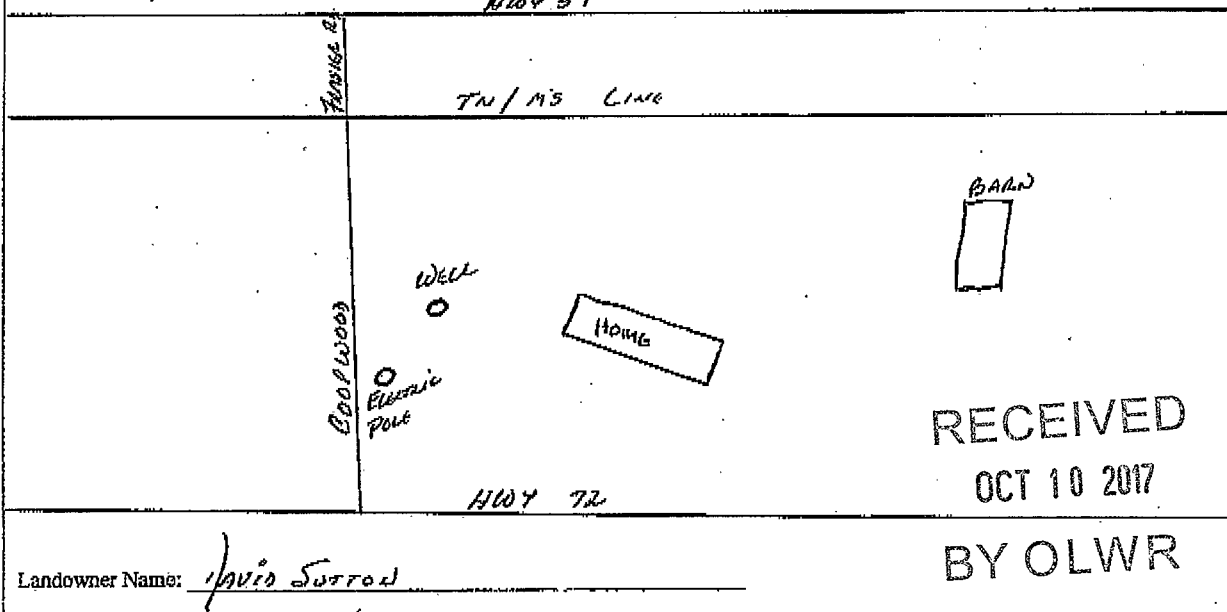 HWY 57
TN/MS LINE
BARN
WELL
HOME
COOPWOOD
ELECTRIC
POLE
RECEIVED
OCT 10 2017
HWY 72
BY OLWR
Landowner Name: DAVID SUTTON